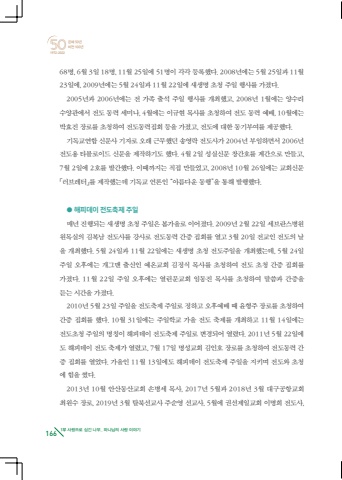 50
68명, 6월 3일 18명, 11월 25일에 51명이 각각 등록했다. 2008년에는 5월 25일과 11월
23일에, 2009년에는 5월 24일과 11월 22일에 새생명 초청 주일 행사를 가졌다.
2005년과 2006년에는 전 가족 출석 주일 행사를 개최했고, 2008년 1월에는 양수리
수양관에서 전도 동력 세미나, 4월에는 이규현 목사를 초청하여 전도 동력 예배, 10월에는
박효진 장로를 초청하여 전도동력집회 등을 가졌고, 전도에 대한 동기부여를 제공했다.
기독교연합 신문사 기자로 오래 근무했던 송영락 전도사가 2004년 부임하면서 2006년
전도용 타블로이드 신문을 제작하기도 했다. 4월 2일 성실신문 창간호를 계간으로 만들고,
7월 2일에 2호를 발간했다. 이때까지는 직접 만들었고, 2008년 10월 26일에는 교회신문
「러브레터」를 제작했는데 기독교 언론인 "아름다운 동행"을 통해 발행했다.
● 해피데이 전도축제 주일
매년 진행되는 새생명 초청 주일은 봄가을로 이어졌다. 2009년 2월 22일 세브란스병원
원목실의 김복남 전도사를 강사로 전도동력 간증 집회를 열고 3월 20일 전교인 전도의 날
을 개최했다. 5월 24일과 11월 22일에는 새생명 초청 전도주일을 개최했는데, 5월 24일
주일 오후에는 개그맨 출신인 예은교회 김정식 목사를 초청하여 전도 초청 간증 집회를
가졌다. 11월 22일 주일 오후에는 열린문교회 임동진 목사를 초청하여 말씀과 간증을
듣는 시간을 가졌다.
2010년 5월 23일 주일을 전도축제 주일로 정하고 오후예배 때 윤형주 장로를 초청하여
간증 집회를 했다. 10월 31일에는 주일학교 가을 전도 축제를 개최하고 11월 14일에는
전도초청 주일의 명칭이 해피데이 전도축제 주일로 변경되어 열렸다. 2011년 5월 22일에
도 해피데이 전도 축제가 열렸고, 7월 17일 명성교회 김인호 장로를 초청하여 전도동력 간
증 집회를 열었다. 가을인 11월 13일에도 해피데이 전도축제 주일을 지키며 전도와 초청
에 힘을 썼다.
2013년 10월 안산동산교회 손병세 목사, 2017년 5월과 2018년 3월 대구공항교회
최원수 장로, 2019년 3월 탈북선교사 주순영 선교사, 5월에 권선제일교회 이명희 전도사,
166
1부 사랑으로 심긴 나무, 하나님의 사랑 이야기